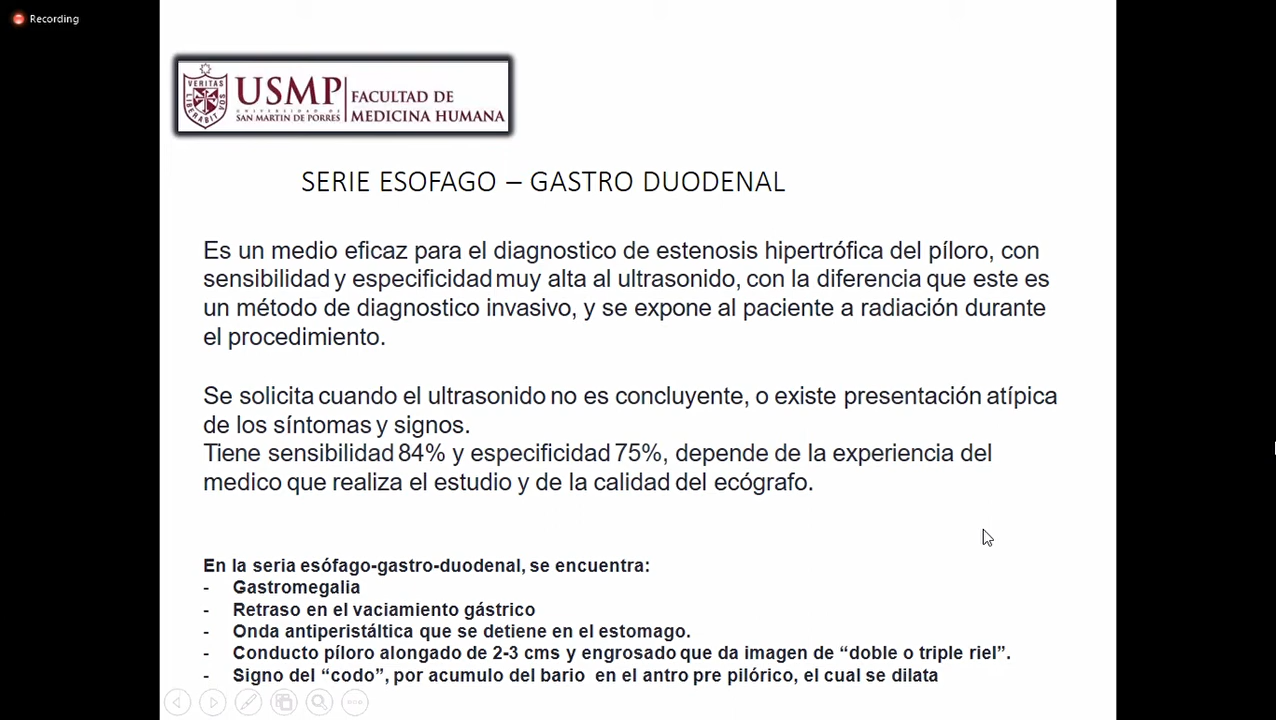 Recording
VERITAS
LIBERABIT VOS
USMP
UNIVERSIDAD DE
SAN MARTIN DE PORRES
FACULTAD DE
MEDICINA HUMANA
SERIE ESOFAGO – GASTRO DUODENAL
Es un medio eficaz para el diagnostico de estenosis hipertrófica del píloro, con
sensibilidad y especificidad muy alta al ultrasonido, con la diferencia que este es
un método de diagnostico invasivo, y se expone al paciente a radiación durante
el procedimiento.
Se solicita cuando el ultrasonido no es concluyente, o existe presentación atípica
de los síntomas y signos.
Tiene sensibilidad 84% y especificidad 75%, depende de la experiencia del
medico que realiza el estudio y de la calidad del ecógrafo.
En la seria esófago-gastro-duodenal, se encuentra:
- Gastromegalia
- Retraso en el vaciamiento gástrico
- Onda antiperistáltica que se detiene en el estomago.
- Conducto píloro alongado de 2-3 cms y engrosado que da imagen de “doble o triple riel”.
- Signo del “codo”, por acumulo del bario en el antro pre pilórico, el cual se dilata